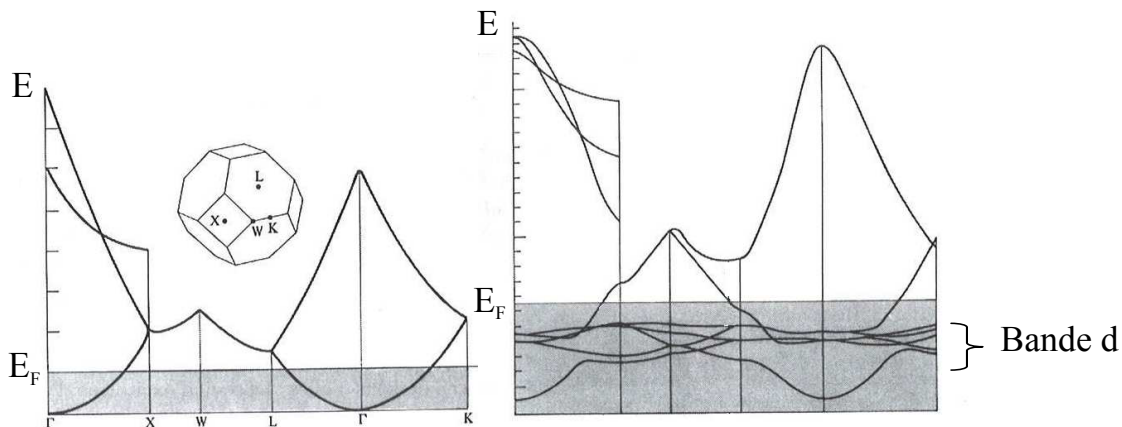 E
E_F
L
X
W K
Γ X W L Γ K
E
E_F
Bande d